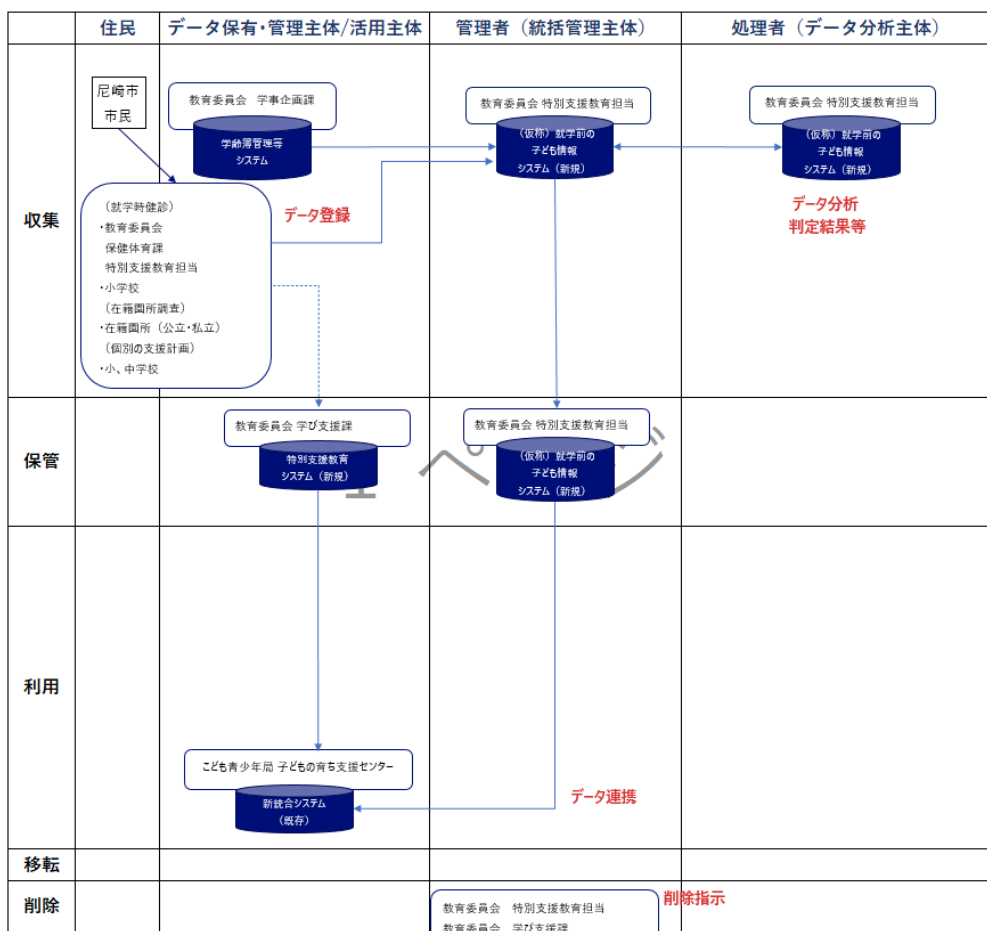 住民
データ保有・管理主体/活用主体
管理者（統括管理主体）
処理者（データ分析主体）
収集
尼崎市
市民
教育委員会　学事企画課
学齢簿管理等
システム
教育委員会 特別支援教育担当
（仮称）就学前の
子ども情報
システム（新規）
教育委員会 特別支援教育担当
（仮称）就学前の
子ども情報
システム（新規）
（就学時健診）
・教育委員会
保健体育課
特別支援教育担当
・小学校
（在籍園所調査）
・在籍園所（公立・私立）
（個別の支援計画）
・小、中学校
データ登録
データ分析
判定結果等
保管
教育委員会 学び支援課
特別支援教育
システム（新規）
教育委員会 特別支援教育担当
（仮称）就学前の
子ども情報
システム（新規）
ページ
利用
こども青少年局 子どもの育ち支援センター
新統合システム
（既存）
データ連携
移転
削除
教育委員会　特別支援教育担当
教育委員会　学び支援課
削除指示